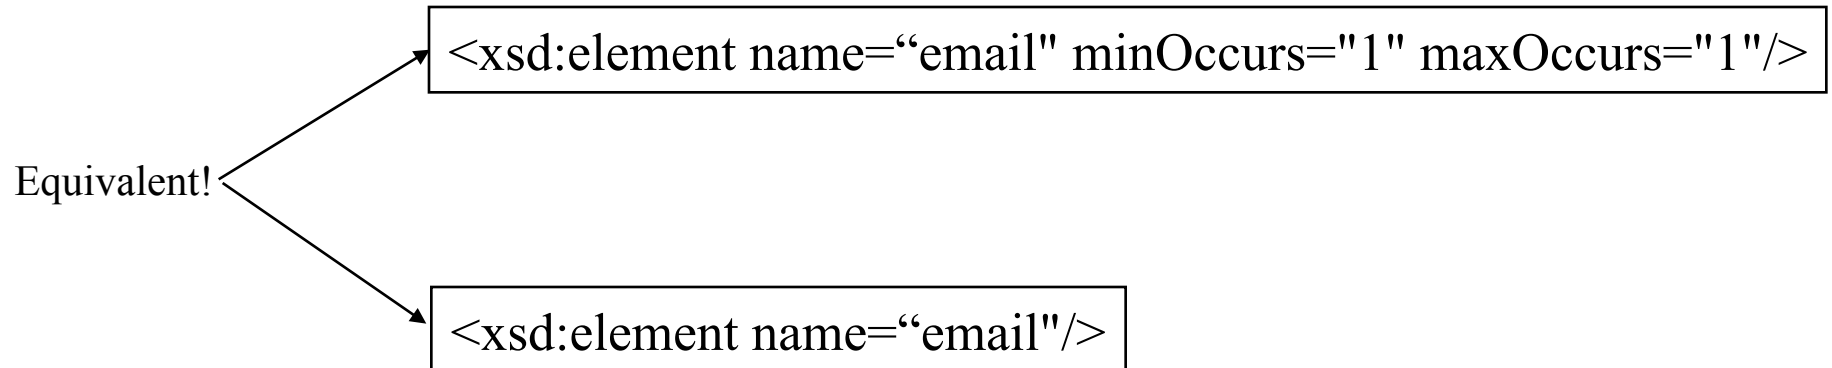 <xsd:element name=“email" minOccurs="1" maxOccurs="1"/>
Equivalent!
<xsd:element name=“email"/>